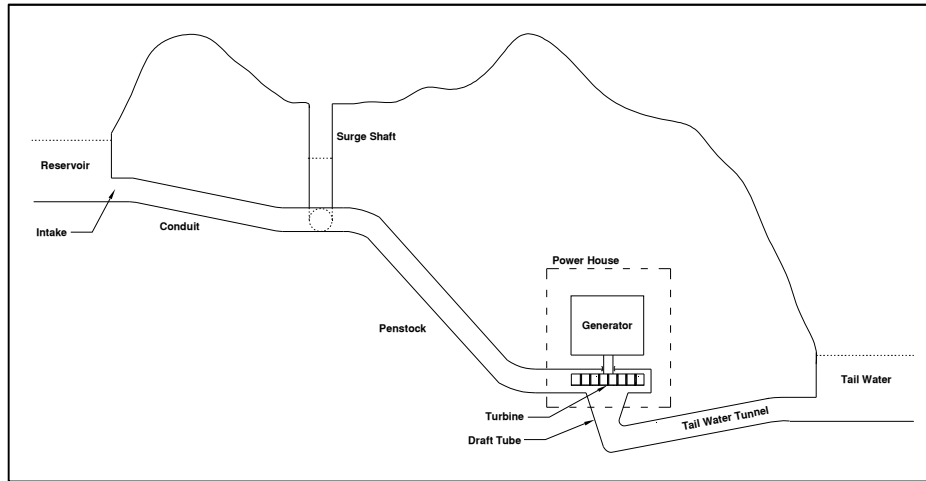 Surge Shaft
Reservoir
Intake
Conduit
Power House
Generator
Penstock
Tail Water
Turbine
Tail Water Tunnel
Draft Tube